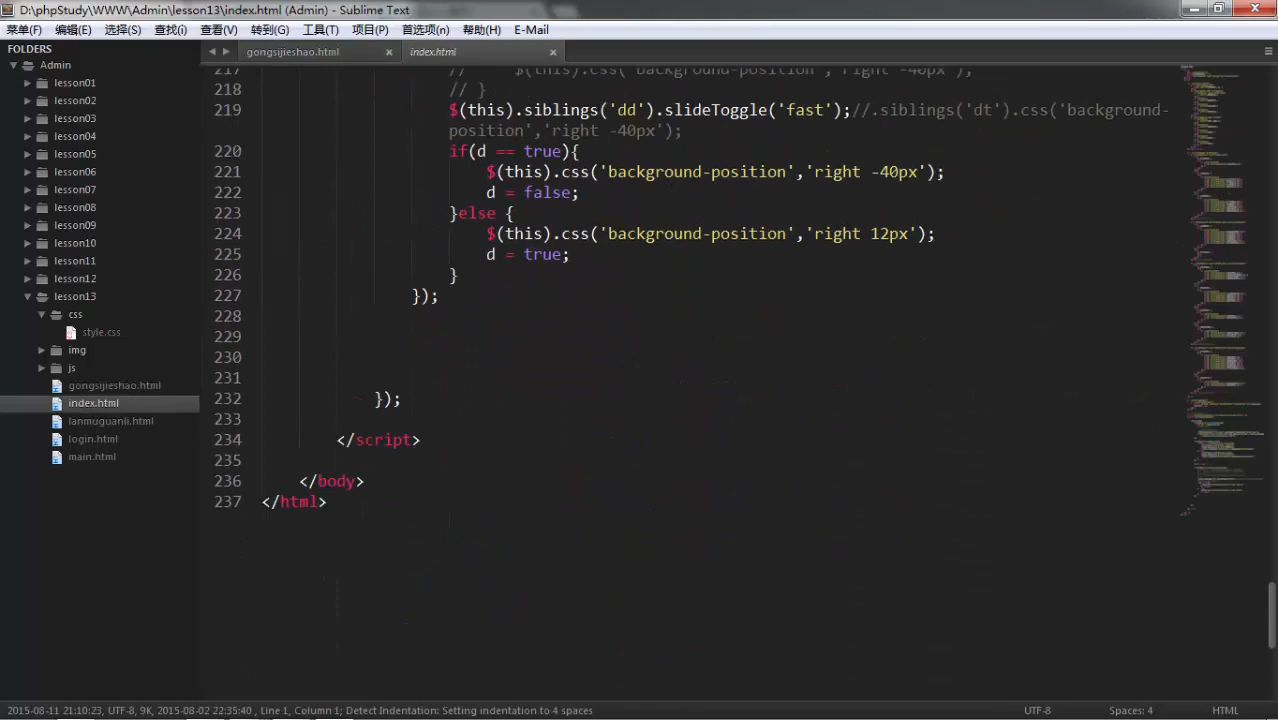 D:\phpStudy\WWW\Admin\lesson13\index.html (Admin) - Sublime Text
菜单(F) 编辑(E) 选择(S) 查找(i) 查看(V) 转到(G) 工具(T) 项目(P) 首选项(n) 帮助(H) E-Mail
FOLDERS
Admin
lesson01
lesson02
lesson03
lesson04
lesson05
lesson06
lesson07
lesson08
lesson09
lesson10
lesson11
lesson12
lesson13
css
style.css
img
js
gongsijieshao.html
index.html
lanmuguanli.html
login.html
main.html
gongsijieshao.html × index.html ×
217 // $(this).css('background-position','right -40px');
218 // }
219 $(this).siblings('dd').slideToggle('fast');//.siblings('dt').css('background-
position','right -40px');
220 if(d == true){
221 $(this).css('background-position','right -40px');
222 d = false;
223 }else {
224 $(this).css('background-position','right 12px');
225 d = true;
226 }
227 });
228
229
230
231
232 });
233
234 </script>
235
236 </body>
237 </html>
2015-08-11 21:10:23, UTF-8, 9K, 2015-08-02 22:35:40 , Line 1, Column 1; Detect Indentation: Setting indentation to 4 spaces UTF-8 Spaces: 4 HTML